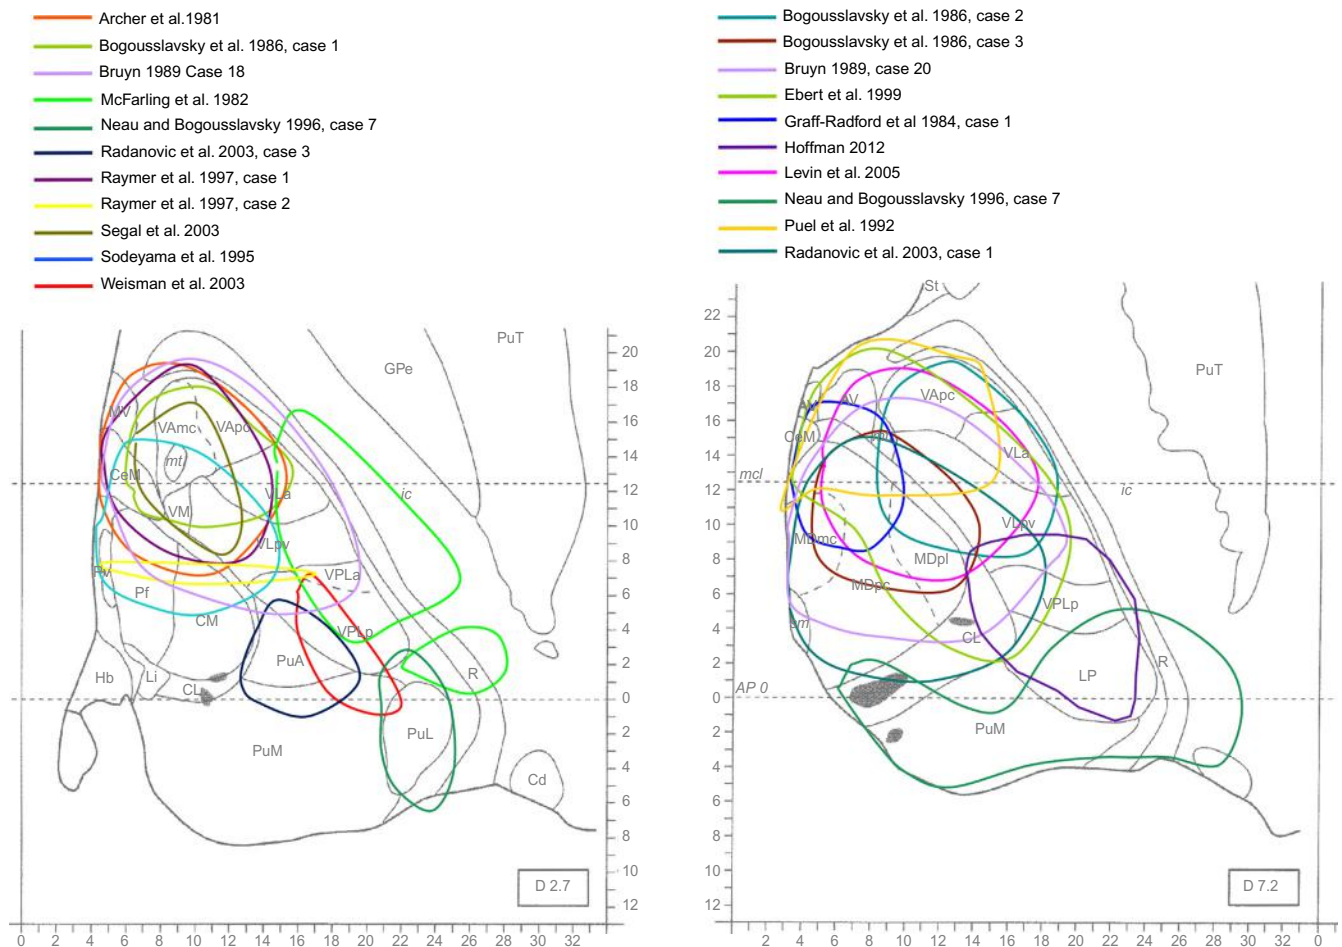 Archer et al.1981
Bogousslavsky et al. 1986, case 1
Bruyn 1989 Case 18
McFarling et al. 1982
Neau and Bogousslavsky 1996, case 7
Radanovic et al. 2003, case 3
Raymer et al. 1997, case 1
Raymer et al. 1997, case 2
Segal et al. 2003
Sodeyama et al. 1995
Weisman et al. 2003
PuT
GPe
MV
VAmc
VApc
mt
CeM
VLa
ic
VM
VLpv
Pv
VPLa
Pf
CM
VPLp
PuA
Hb
Li
CL
R
PuM
PuL
Cd
20
18
16
14
12
10
8
6
4
2
0
2
4
6
8
10
12
D 2.7
0 2 4 6 8 10 12 14 16 18 20 22 24 26 28 30 32
Bogousslavsky et al. 1986, case 2
Bogousslavsky et al. 1986, case 3
Bruyn 1989, case 20
Ebert et al. 1999
Graff-Radford et al 1984, case 1
Hoffman 2012
Levin et al. 2005
Neau and Bogousslavsky 1996, case 7
Puel et al. 1992
Radanovic et al. 2003, case 1
St
PuT
VApc
AV
CeM
VLa
mcl
ic
VLpv
MDmc
MDpl
MDpc
VPLp
CL
LP
R
AP 0
PuM
22
20
18
16
14
12
10
8
6
4
2
0
2
4
6
8
10
12
D 7.2
2 4 6 8 10 12 14 16 18 20 22 24 26 28 30 32 0